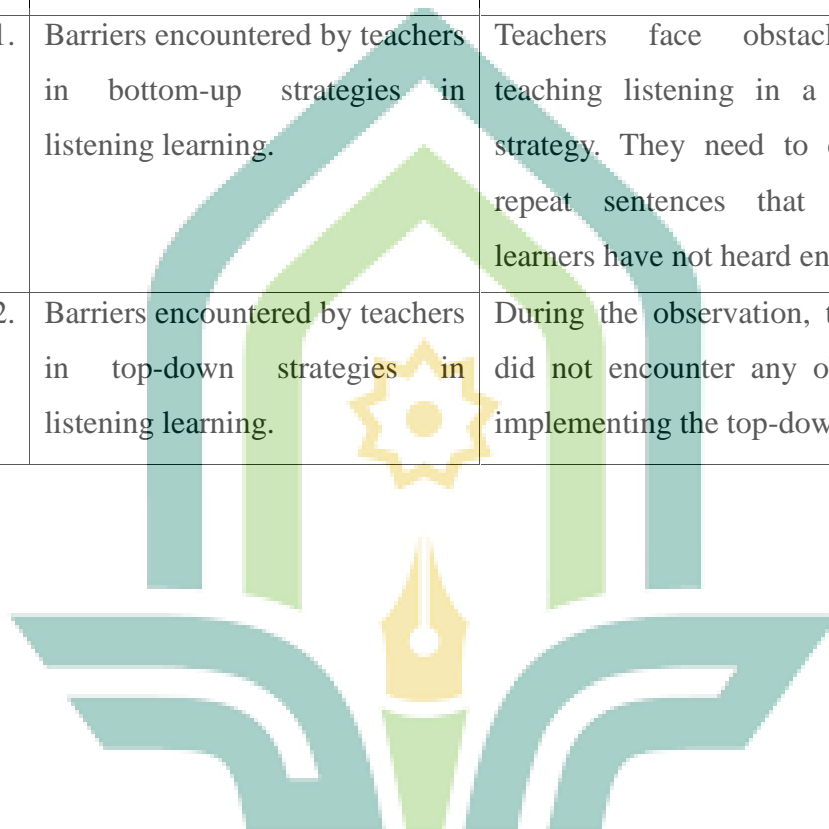 1. Barriers encountered by teachers
in bottom-up strategies in
listening learning.
Teachers face
teaching listening in a
strategy. They need to
repeat sentences that
learners have not heard
2. Barriers encountered by teachers
in top-down strategies in
listening learning.
During the observation,
did not encounter any
implementing the